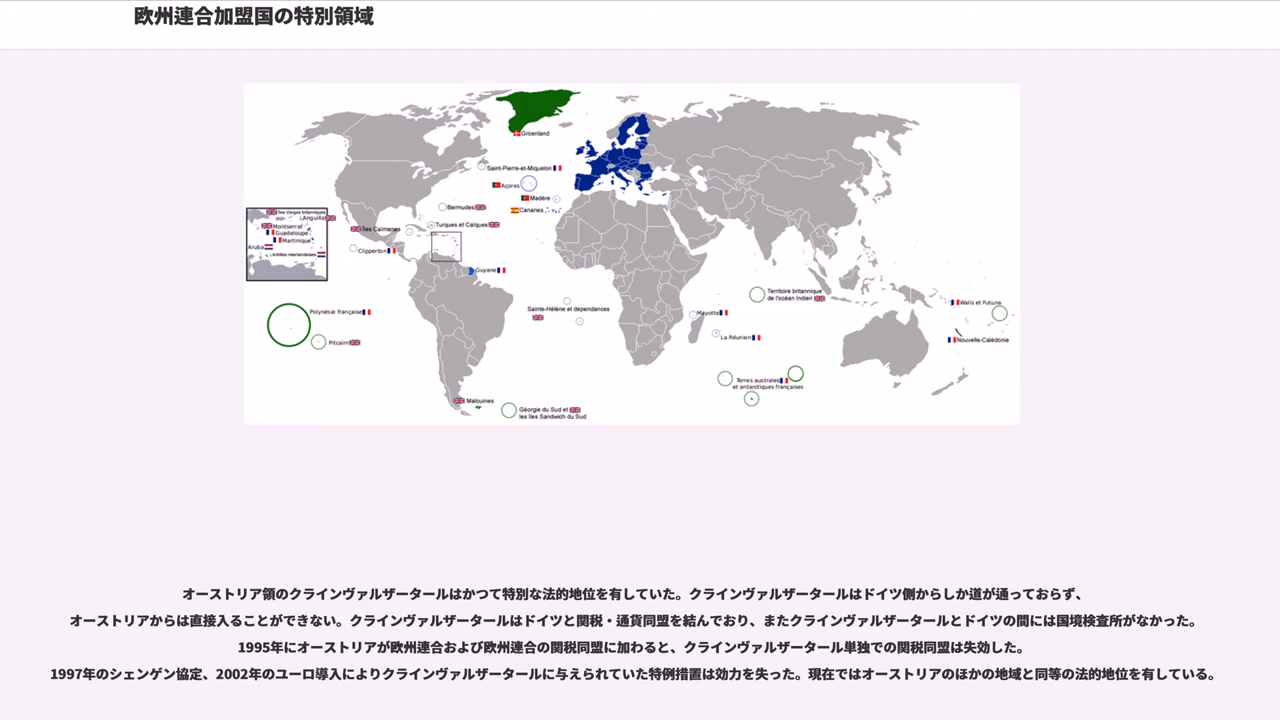 欧州連合加盟国の特別領域
Groenland
Saint-Pierre-et-Miquelon
Açores
Madère
Canaries
Bermudes
Turques et Caïques
Îles Caïmanes
Clipperton
Guyane
Iles Vierges britanniques
Anguilla
Montserrat
Guadeloupe
Martinique
Aruba
Antilles néerlandaises
Polynésie française
Pitcairn
Sainte-Hélène et dépendances
Territoire britannique
de l'océan Indien
Mayotte
La Réunion
Wallis et Futuna
Nouvelle-Calédonie
Terres australes
et antarctiques françaises
Malouines
Géorgie du Sud et
les îles Sandwich du Sud
オーストリア領のクラインヴァルザータールはかつて特別な法的地位を有していた。クラインヴァルザータールはドイツ側からしか道が通っておらず、
オーストリアからは直接入ることができない。クラインヴァルザータールはドイツと関税・通貨同盟を結んでおり、またクラインヴァルザータールとドイツの間には国境検査所がなかった。
1995年にオーストリアが欧州連合および欧州連合の関税同盟に加わると、クラインヴァルザータール単独での関税同盟は失効した。
1997年のシェンゲン協定、2002年のユーロ導入によりクラインヴァルザータールに与えられていた特例措置は効力を失った。現在ではオーストリアのほかの地域と同等の法的地位を有している。